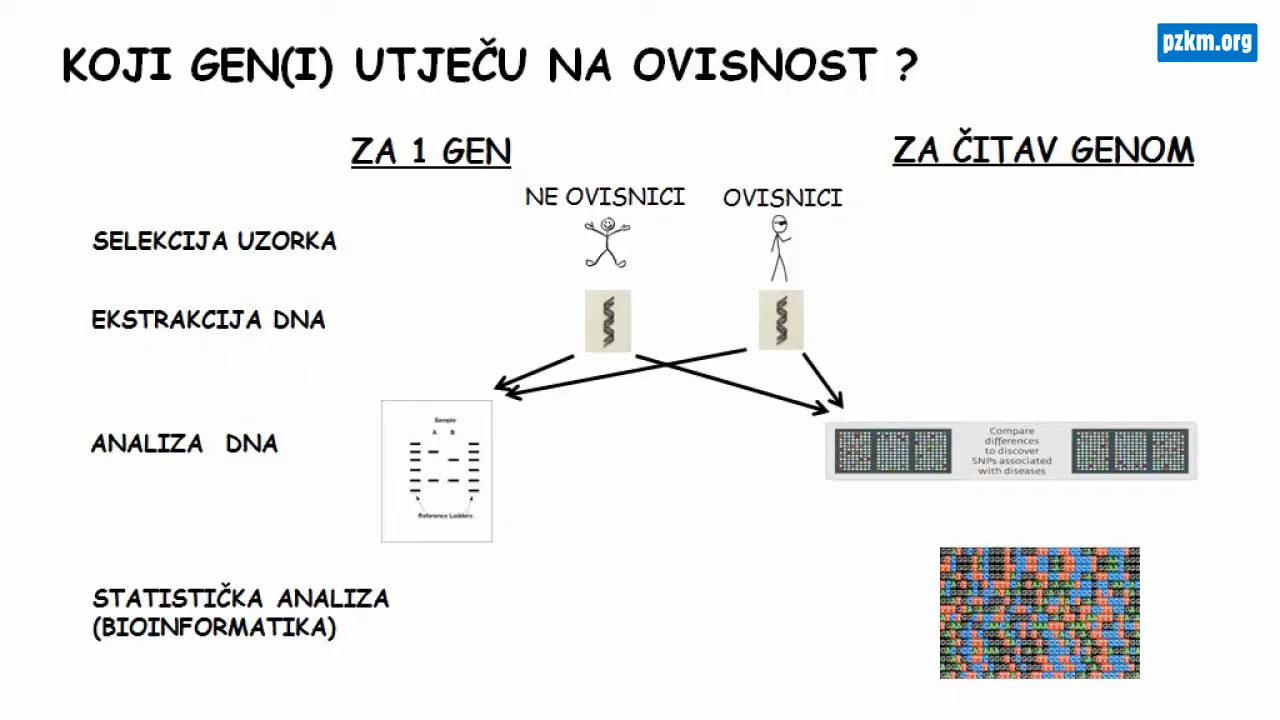 KOJI GEN(I) UTJEČU NA OVISNOST ?
pzkm.org
ZA 1 GEN
ZA ČITAV GENOM
NE OVISNICI
OVISNICI
SELEKCIJA UZORKA
EKSTRAKCIJA DNA
ANALIZA DNA
Sample
A B
Reference Ladders
Compare
differences
to discover
SNPs associated
with diseases
STATISTIČKA ANALIZA
(BIOINFORMATIKA)